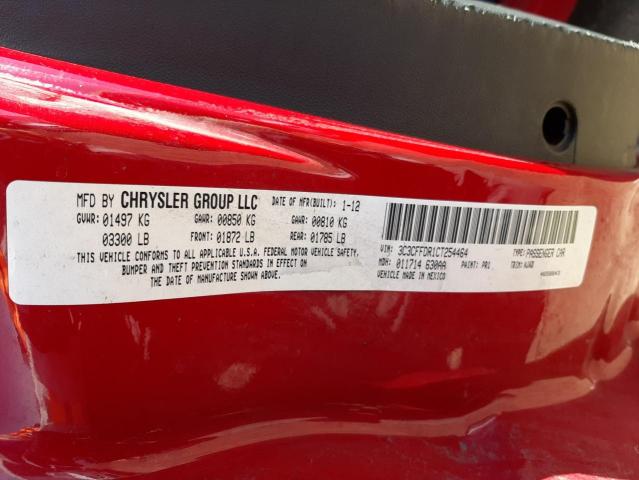 MFD BY CHRYSLER GROUP LLC DATE OF MFR(BUILT): 1-12
GVWR: 01497 KG GAWR: 00850 KG GAWR: 00810 KG
03300 LB FRONT: 01872 LB REAR: 01785 LB
THIS VEHICLE CONFORMS TO ALL APPLICABLE U.S.A. FEDERAL MOTOR VEHICLE SAFETY,
BUMPER AND THEFT PREVENTION STANDARDS IN EFFECT ON
THE DATE OF MANUFACTURE SHOWN ABOVE.
VIN: 3C3CFFDR1CT254464 TYPE: PASSENGER CAR
MDH: 011714 630AA PAINT: PR1 TRIM:
VEHICLE MADE IN MEXICO